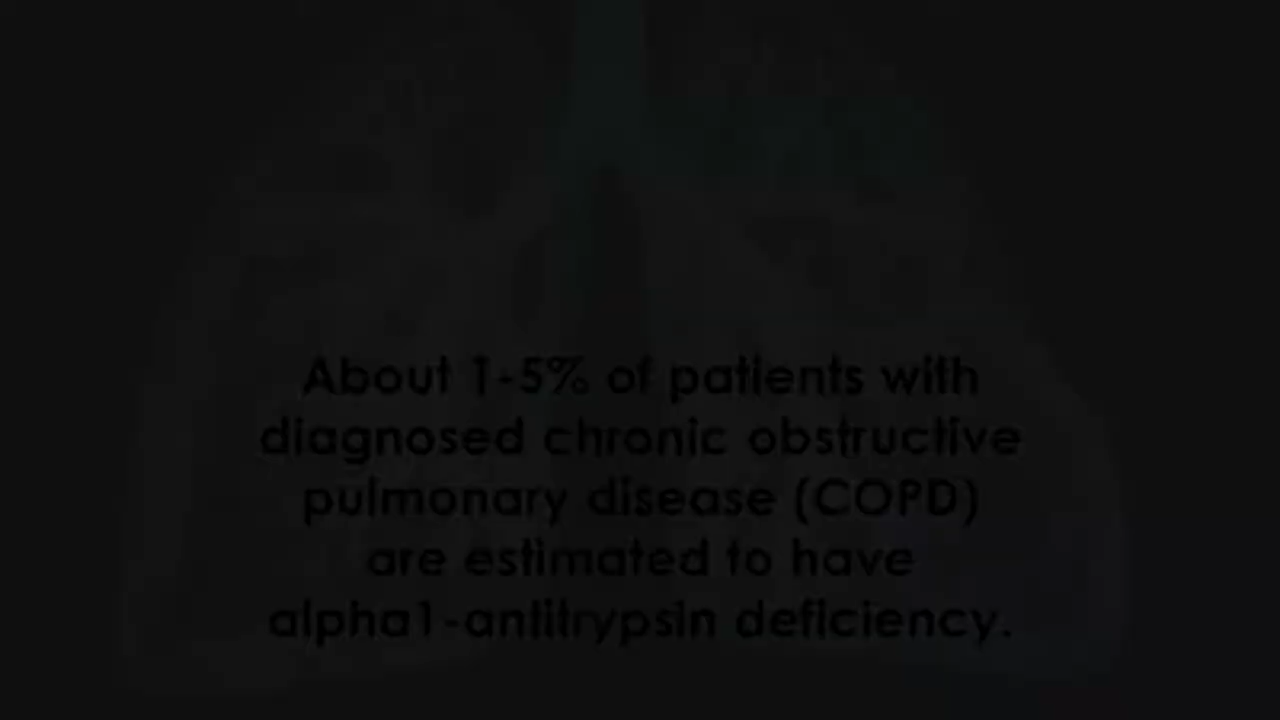 About 1-5% of patients with
diagnosed chronic obstructive
pulmonary disease (COPD)
are estimated to have
alpha1-antitrypsin deficiency.